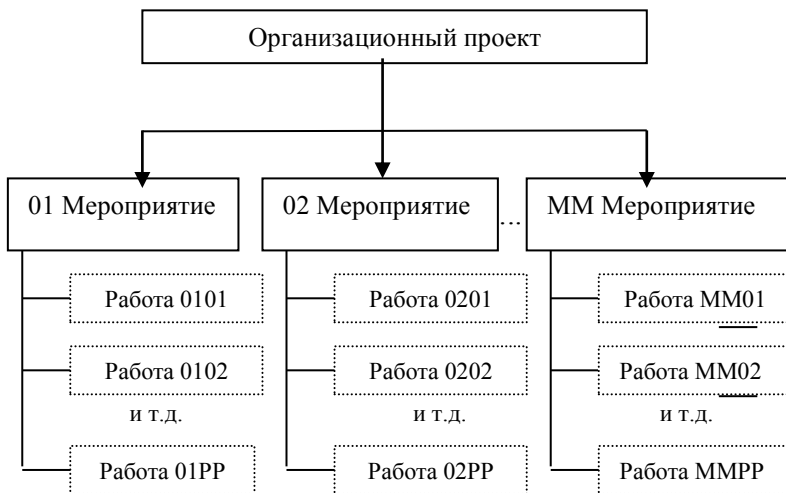 Организационный проект
01 Мероприятие
02 Мероприятие
...
ММ Мероприятие
Работа 0101
Работа 0201
Работа ММ01
Работа 0102
Работа 0202
Работа ММ02
и т.д.
и т.д.
и т.д.
Работа 01РР
Работа 02РР
Работа ММРР